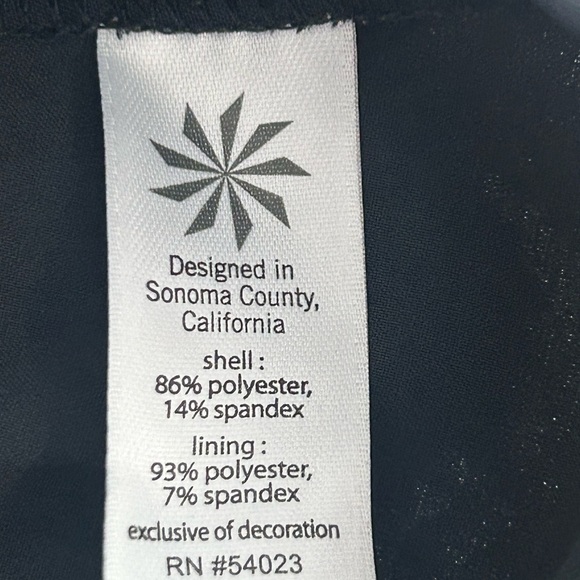 Designed in
Sonoma County,
California
shell :
86% polyester,
14% spandex
lining :
93% polyester,
7% spandex
exclusive of decoration
RN #54023